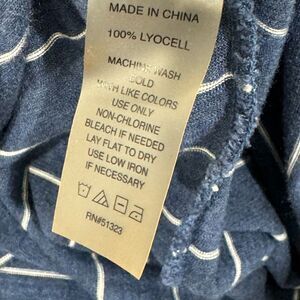 MADE IN CHINA
100% LYOCELL
MACHINE WASH
COLD
WASH LIKE COLORS
USE ONLY
NON-CHLORINE
BLEACH IF NEEDED
LAY FLAT TO DRY
USE LOW IRON
IF NECESSARY
RN#51323